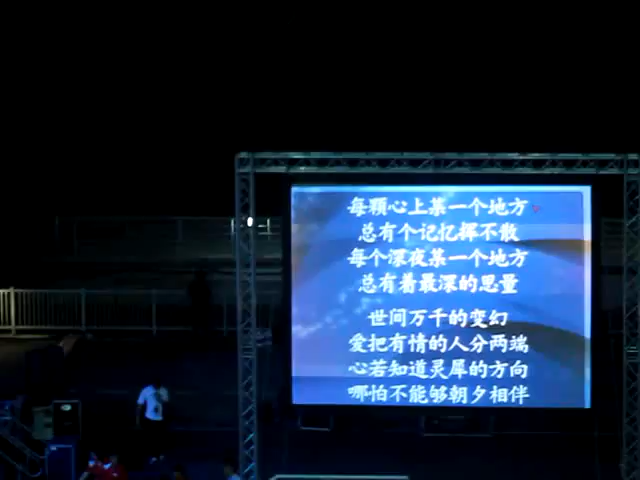 每颗心上某一个地方
总有个记忆挥不散
每个深夜某一个地方
总有着最深的思量
世间万千的变幻
爱把有情的人分两端
心若知道灵犀的方向
哪怕不能够朝夕相伴